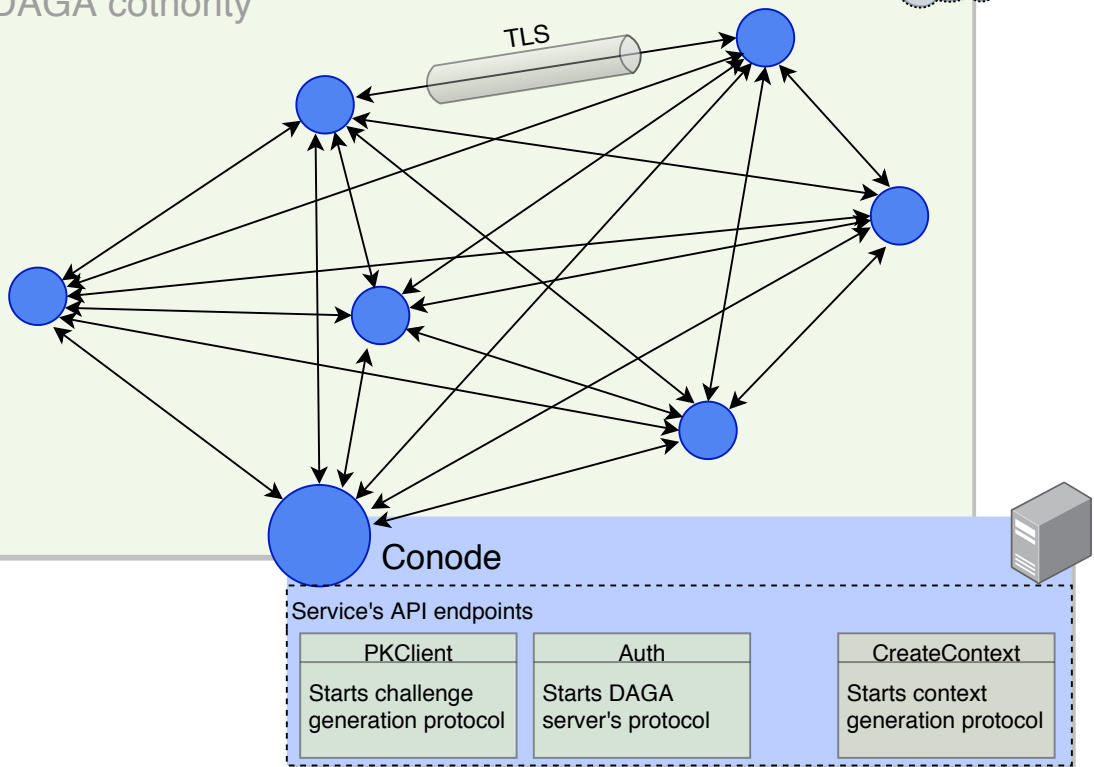 DAGA cothority
TLS
Conode
Service's API endpoints
PKClient
Starts challenge
generation protocol
Auth
Starts DAGA
server's protocol
CreateContext
Starts context
generation protocol